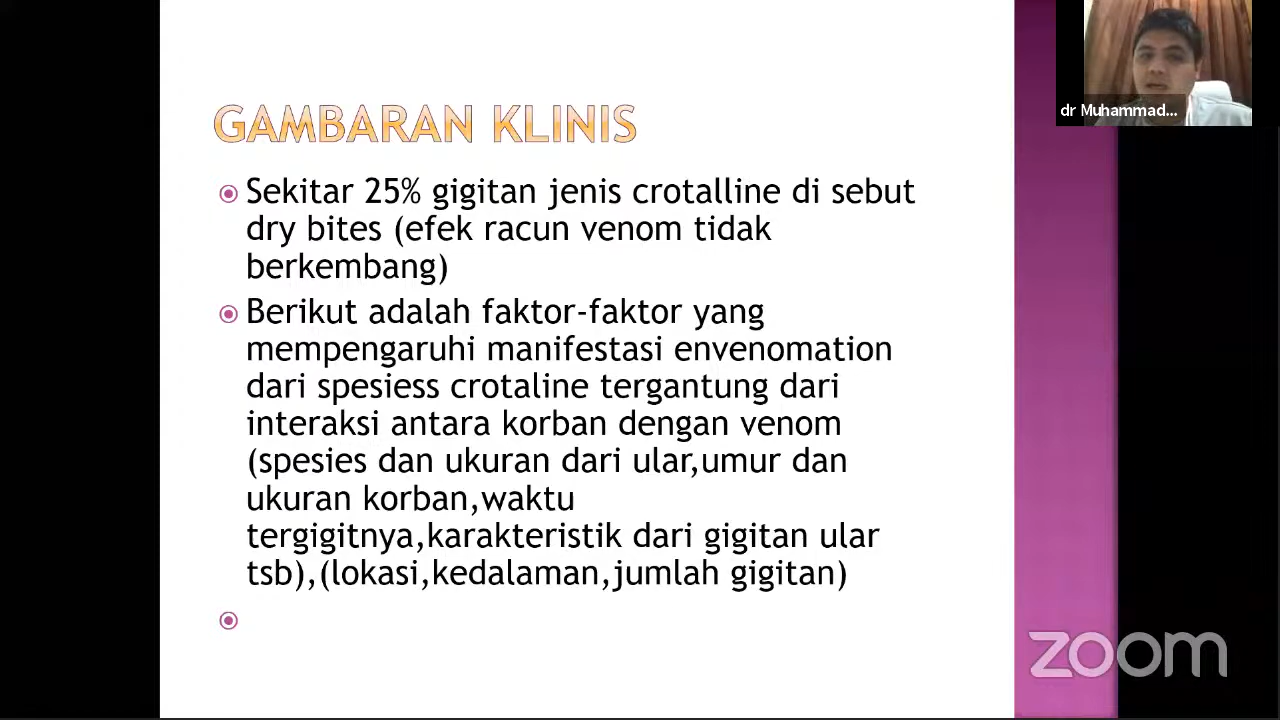 GAMBARAN KLINIS
Sekitar 25% gigitan jenis crotalline di sebut
dry bites (efek racun venom tidak
berkembang)
Berikut adalah faktor-faktor yang
mempengaruhi manifestasi envenomation
dari spesiess crotaline tergantung dari
interaksi antara korban dengan venom
(spesies dan ukuran dari ular,umur dan
ukuran korban,waktu
tergigitnya,karakteristik dari gigitan ular
tsb),(lokasi,kedalaman,jumlah gigitan)
dr Muhammad...
zoom